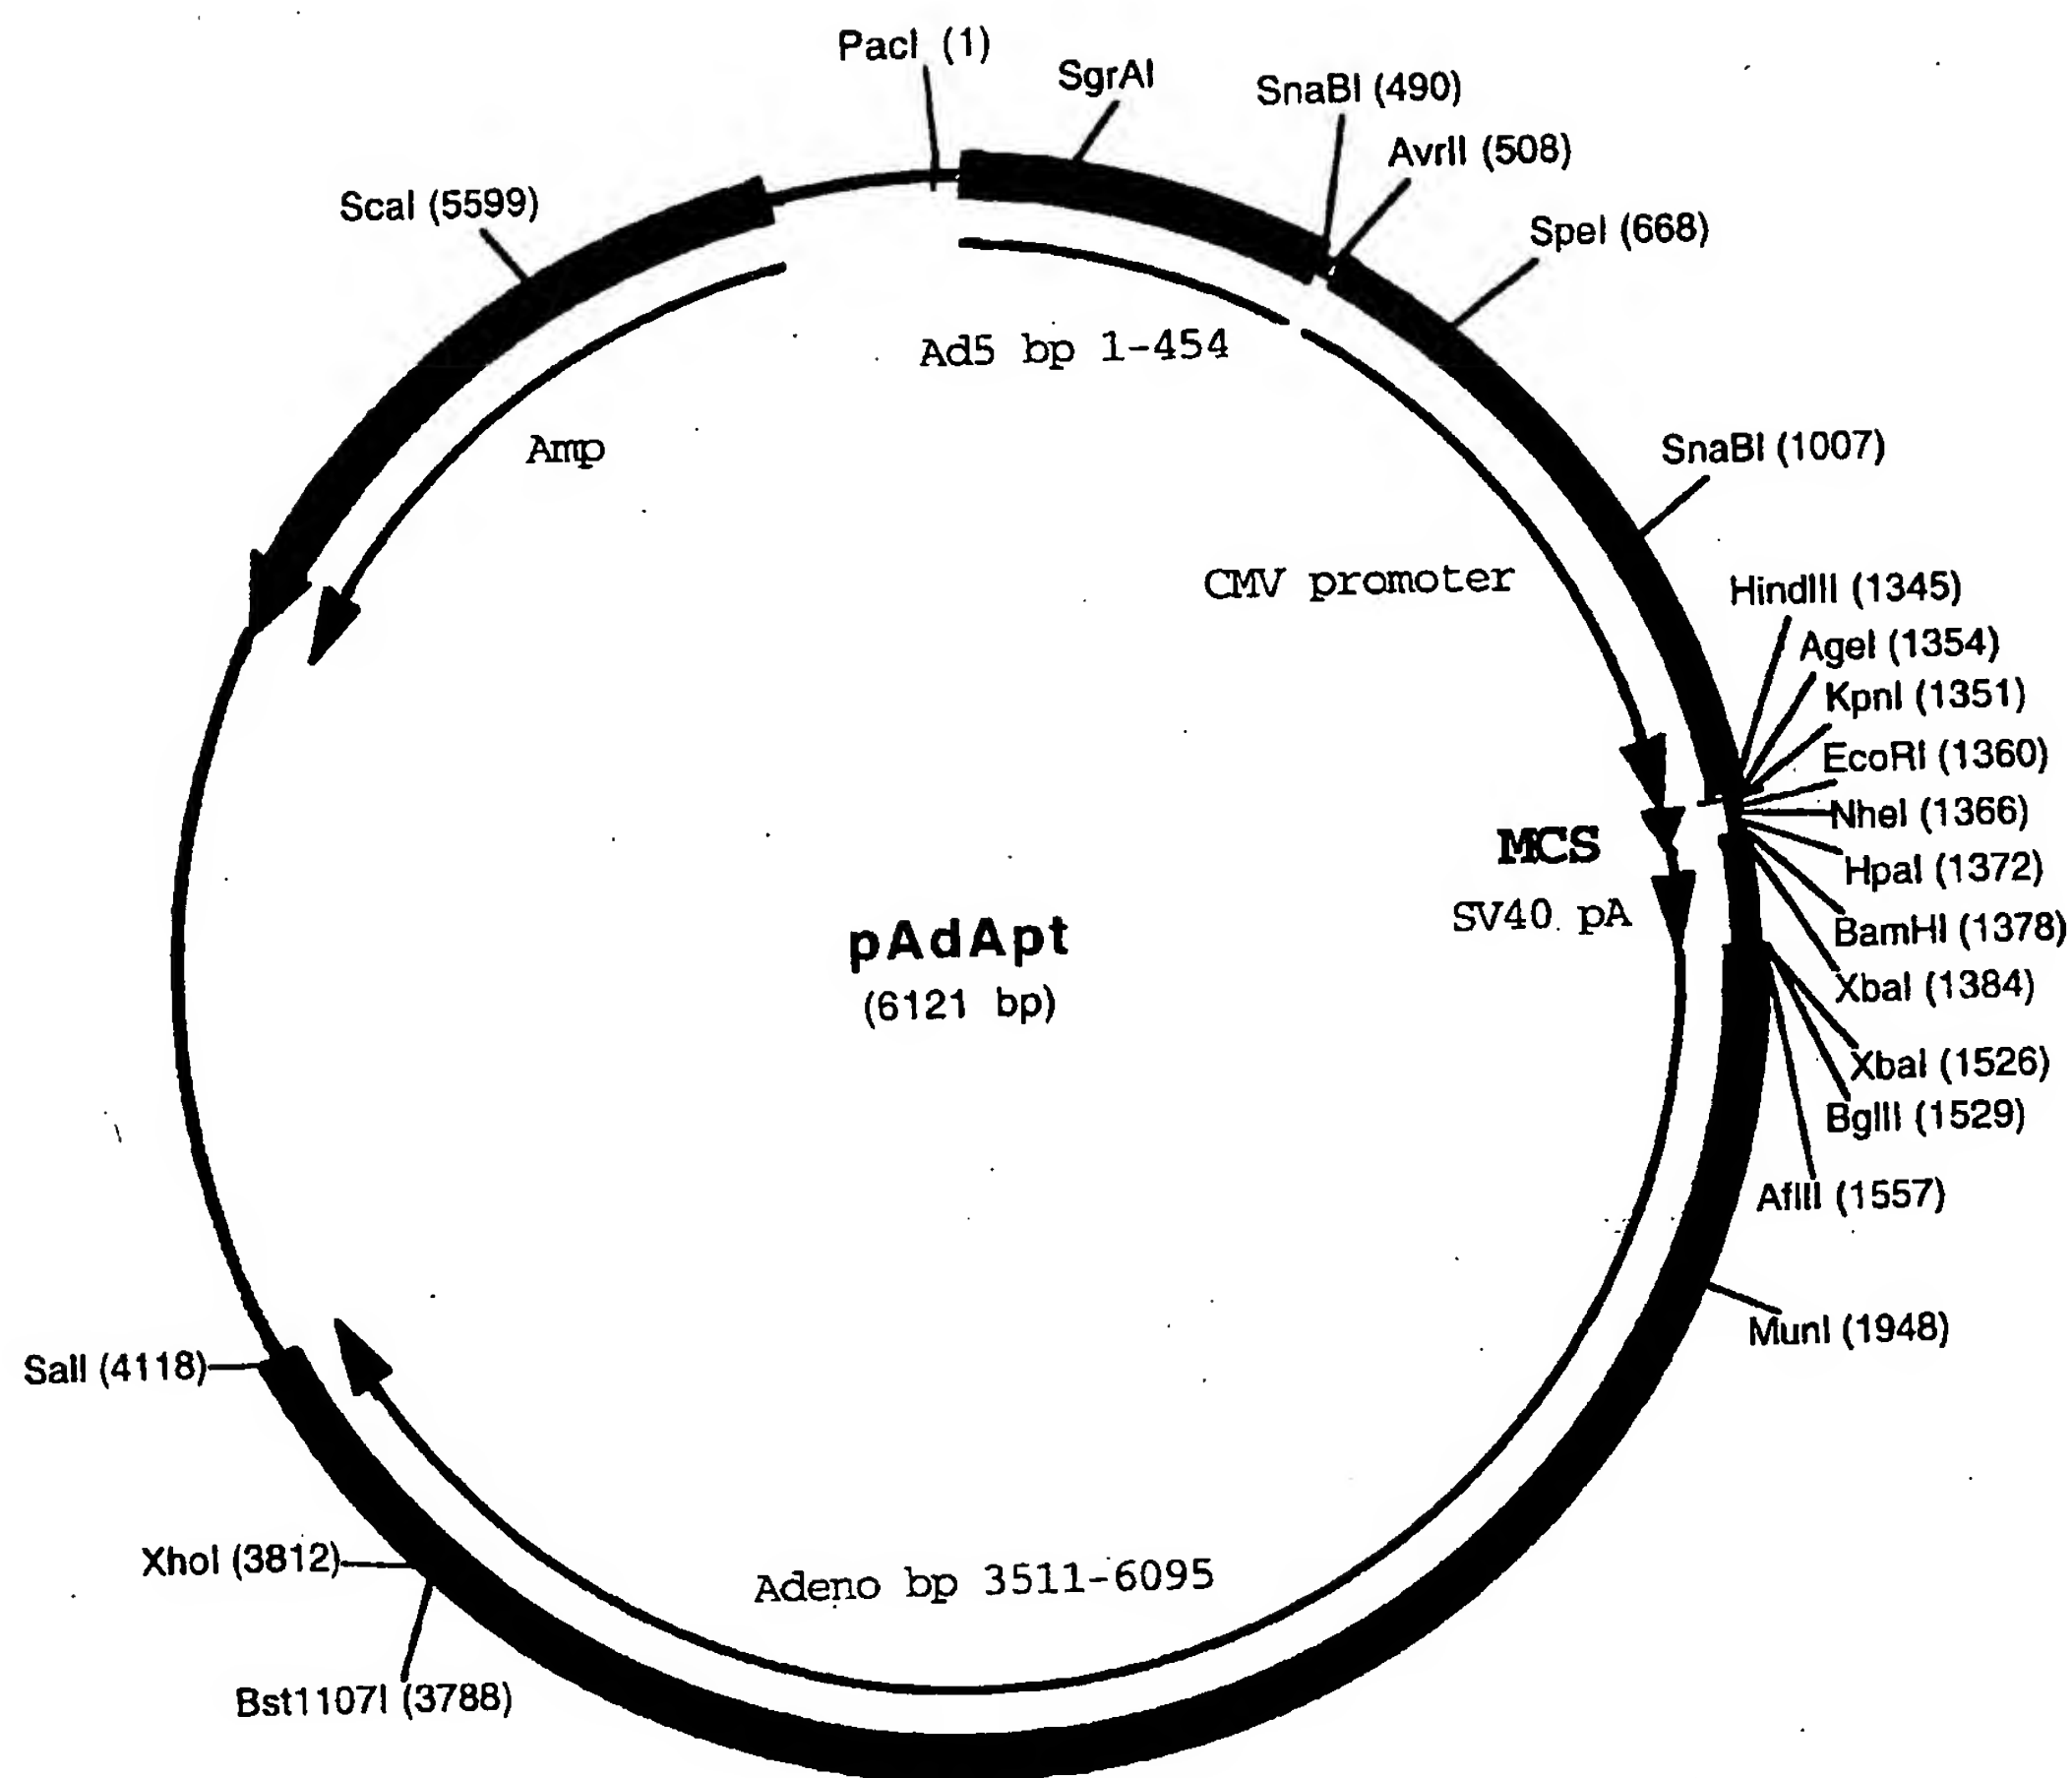 PacI (1)
SgrAI
SnaBI (490)
AvrII (508)
ScaI (5599)
SpeI (668)
Ad5 bp 1-454
Amp
SnaBI (1007)
CMV promoter
HindIII (1345)
AgeI (1354)
KpnI (1351)
EcoRI (1360)
NheI (1366)
MCS
HpaI (1372)
SV40 pA
BamHI (1378)
pAdApt
(6121 bp)
XbaI (1384)
XbaI (1526)
BglII (1529)
AflII (1557)
MunI (1948)
SalI (4118)
XhoI (3812)
Adeno bp 3511-6095
Bst1107I (3788)